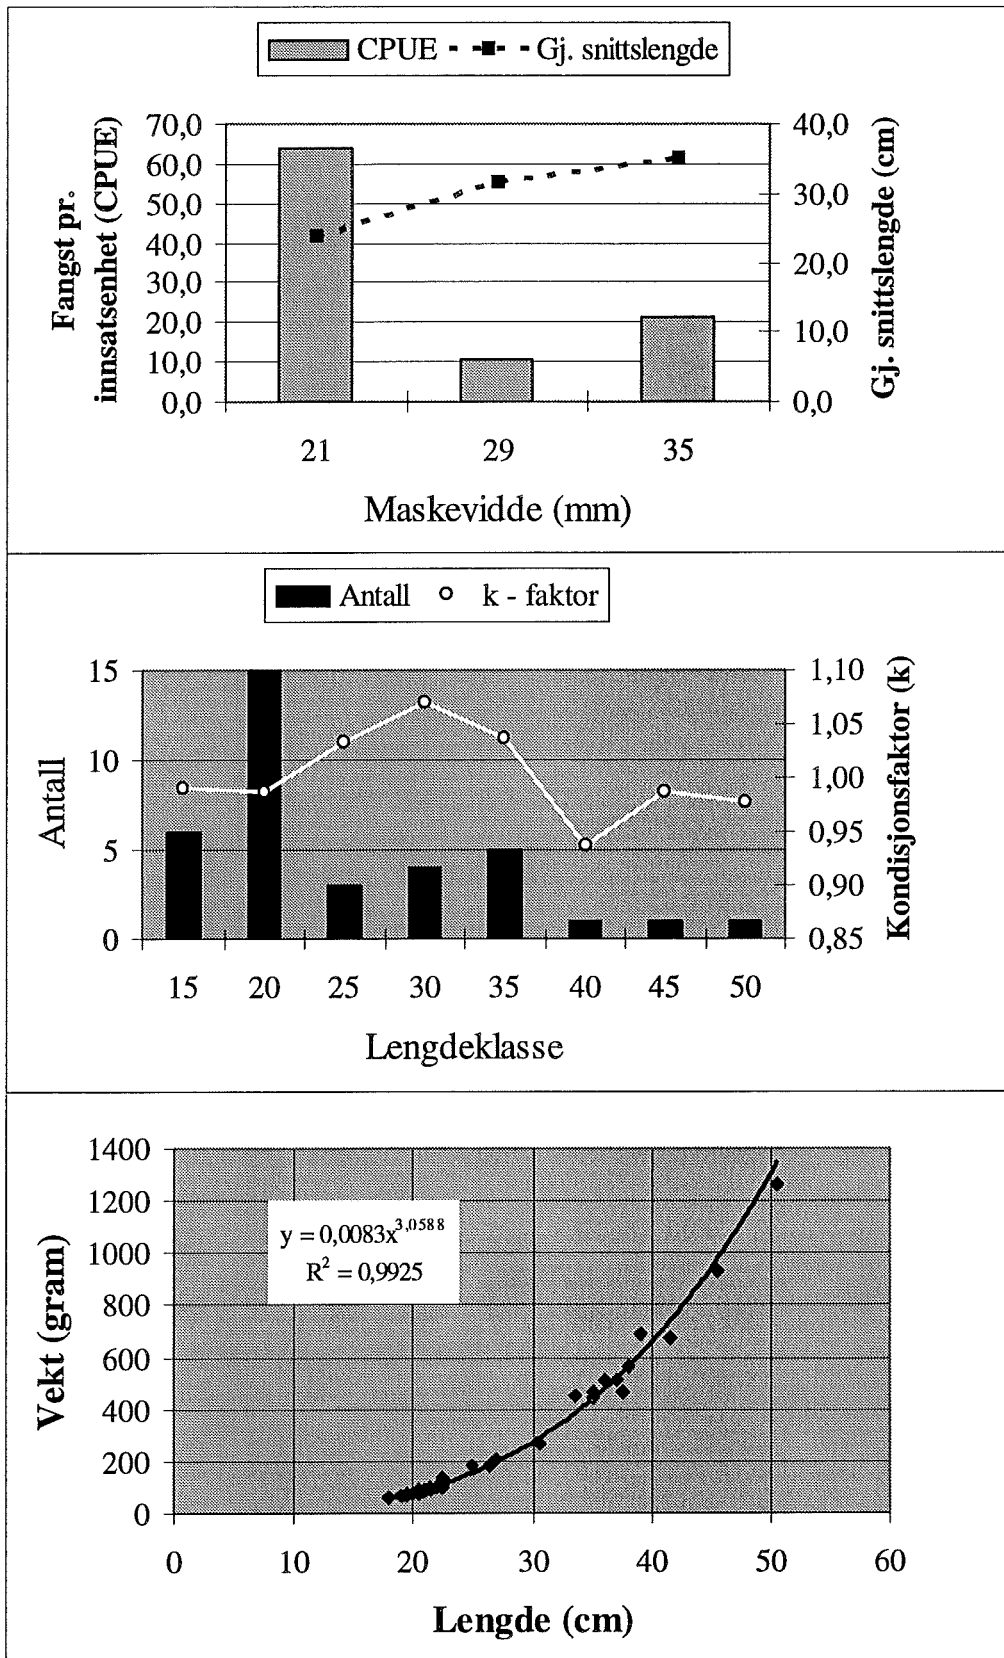 CPUE Gj. snittslengde
Fangst pr.
innsatsenhet (CPUE)
70,0
60,0
50,0
40,0
30,0
20,0
10,0
0,0
40,0
30,0
20,0
10,0
0,0
Gj. snittslengde (cm)
21 29 35
Maskevidde (mm)
Antall k - faktor
Antall
15
10
5
0
1,10
1,05
1,00
0,95
0,90
0,85
Kondisjonsfaktor (k)
15 20 25 30 35 40 45 50
Lengdeklasse
Vekt (gram)
1400
1200
1000
800
600
400
200
0
y = 0,0083x^3,0588
R² = 0,9925
0 10 20 30 40 50 60
Lengde (cm)